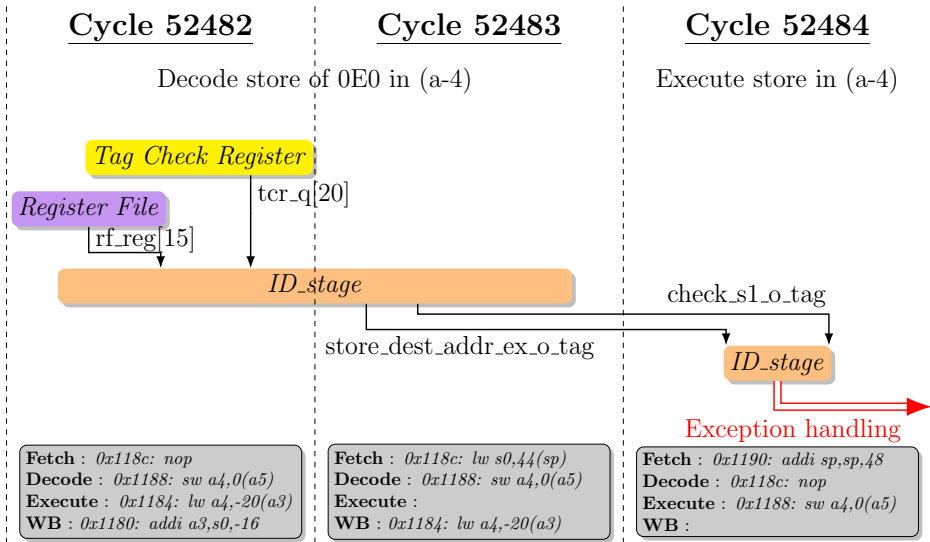 Cycle 52482
Cycle 52483
Cycle 52484
Decode store of 0E0 in (a-4)
Execute store in (a-4)
Tag Check Register
tcr_q[20]
Register File
rf_reg[15]
ID_stage
check_s1_o_tag
store_dest_addr_ex_o_tag
ID_stage
Exception handling
Fetch : 0x118c: nop
Decode : 0x1188: sw a4,0(a5)
Execute : 0x1184: lw a4,-20(a3)
WB : 0x1180: addi a3,s0,-16
Fetch : 0x118c: lw s0,44(sp)
Decode : 0x1188: sw a4,0(a5)
Execute :
WB : 0x1184: lw a4,-20(a3)
Fetch : 0x1190: addi sp,sp,48
Decode : 0x118c: nop
Execute : 0x1188: sw a4,0(a5)
WB :